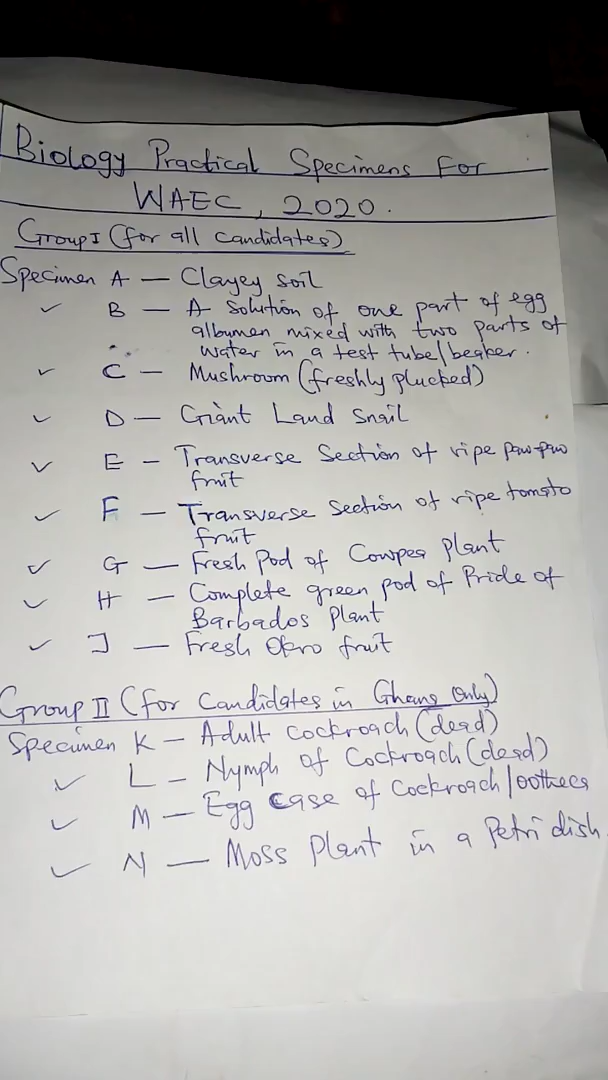 Biology Practical Specimens For
WAEC, 2020.
Group I (for all candidates)
Specimen A — Clayey soil
✓ B — A solution of one part of egg
albumen mixed with two parts of
water in a test tube/beaker.
✓ C — Mushroom (freshly plucked)
✓ D — Giant Land Snail
✓ E — Transverse Section of ripe paw-paw
fruit
✓ F — Transverse section of ripe tomato
fruit
✓ G — Fresh Pod of Cowpea plant
✓ H — Complete green pod of Pride of
Barbados plant
✓ J — Fresh Okro fruit
Group II (for candidates in Ghana Only)
Specimen K — Adult cockroach (dead)
✓ L — Nymph of Cockroach (dead)
✓ M — Egg case of cockroach/ootheca
✓ N — Moss plant in a Petri dish.